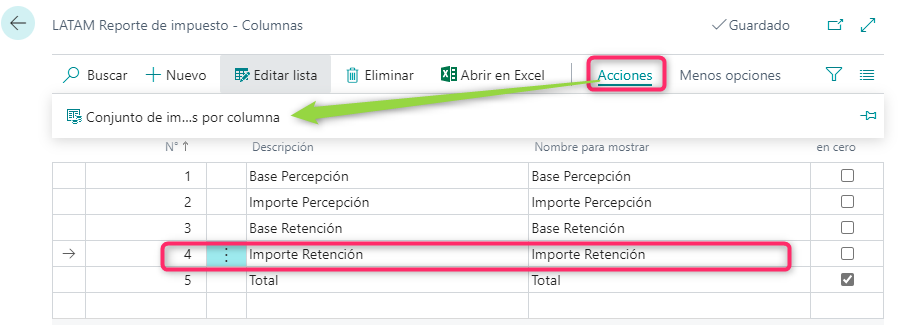 LATAM Reporte de impuesto - Columnas
Guardado
Buscar Nuevo Editar lista Eliminar Abrir en Excel Acciones Menos opciones
Conjunto de im...s por columna
N° ↑ Descripción Nombre para mostrar en cero
1 Base Percepción Base Percepción
2 Importe Percepción Importe Percepción
3 Base Retención Base Retención
4 Importe Retención Importe Retención
5 Total Total